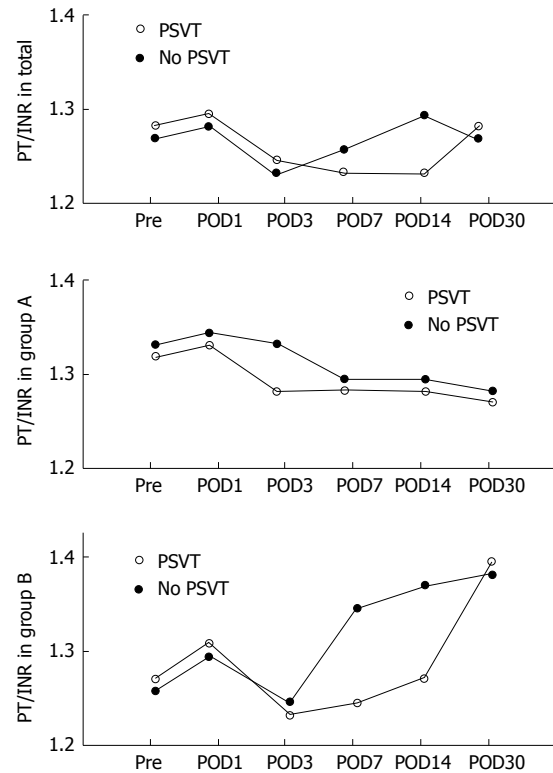 1.4
PSVT
No PSVT
1.3
1.2
PT/INR in total
Pre POD1 POD3 POD7 POD14 POD30
1.4
PSVT
No PSVT
1.3
1.2
PT/INR in group A
Pre POD1 POD3 POD7 POD14 POD30
1.4
PSVT
No PSVT
1.3
1.2
PT/INR in group B
Pre POD1 POD3 POD7 POD14 POD30